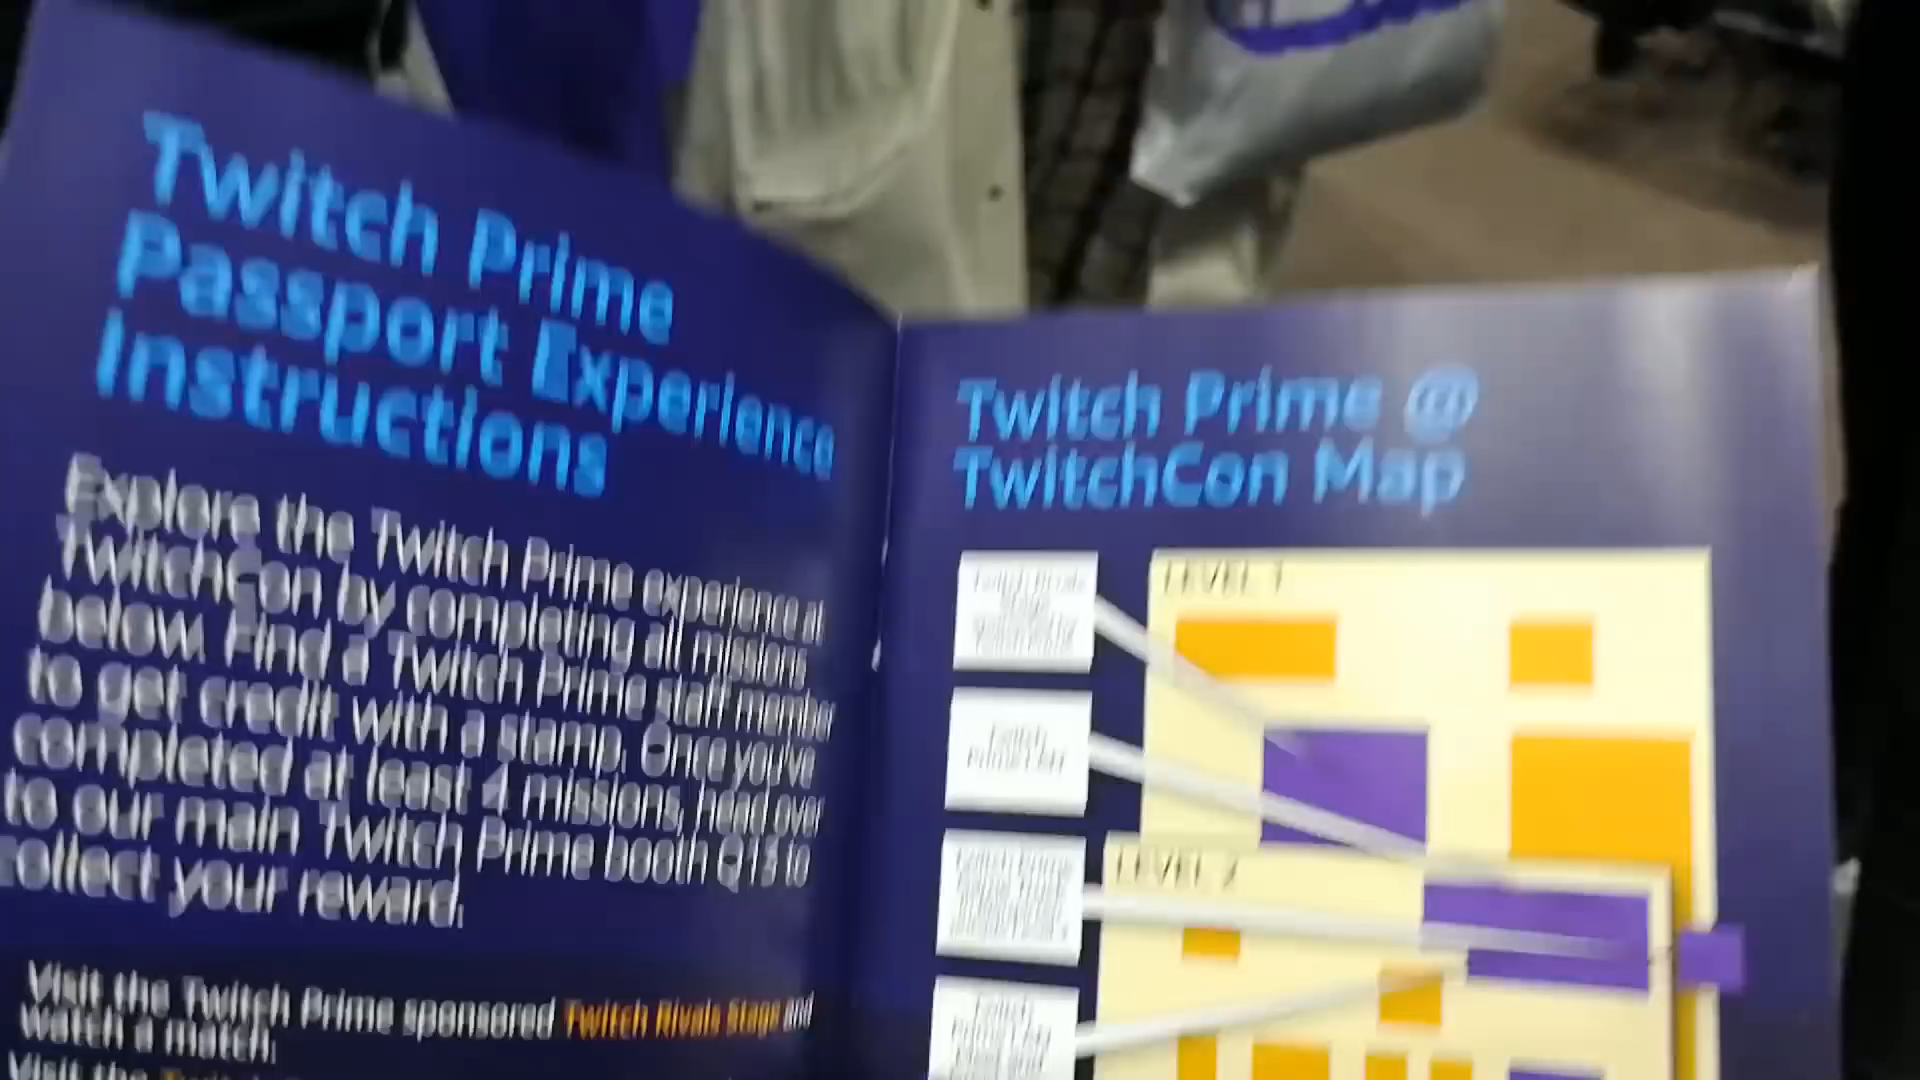 Twitch Prime
Passport Experience
Instructions
Explore the Twitch Prime experience at
TwitchCon by completing all missions
below. Find a Twitch Prime staff member
to get credit with a stamp. Once you've
completed at least 4 missions, head over
to our main Twitch Prime booth Q15 to
collect your reward.
Visit the Twitch Prime sponsored Twitch Rivals Stage and
watch a match.
Visit the
Twitch Prime @
TwitchCon Map
LEVEL 1
LEVEL 2